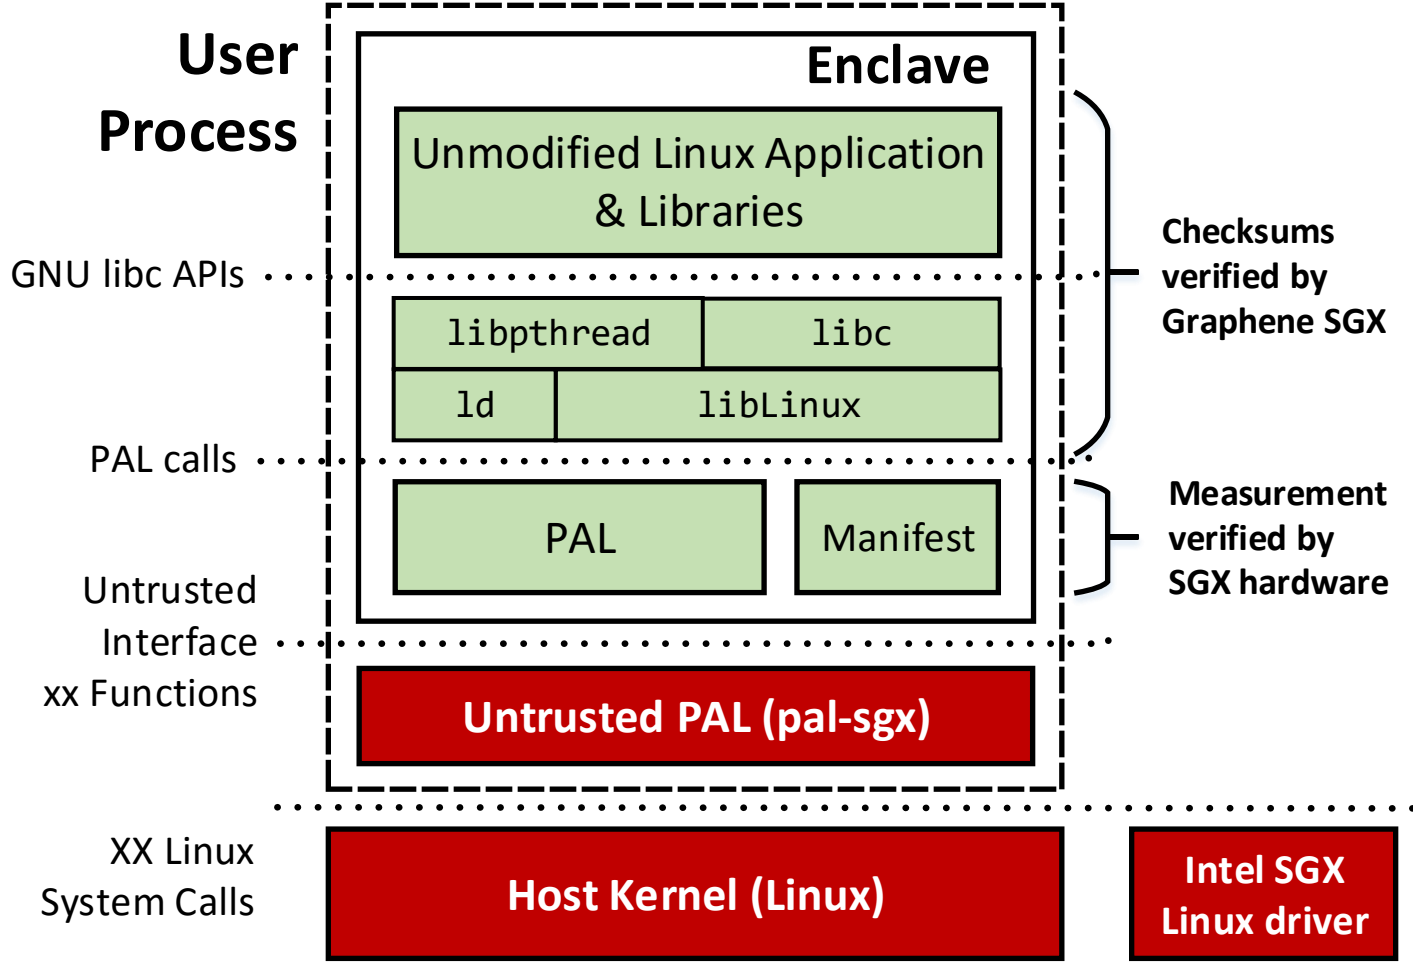 User
Process
Enclave
Unmodified Linux Application
& Libraries
GNU libc APIs
libpthread
libc
ld
libLinux
Checksums
verified by
Graphene SGX
PAL calls
PAL
Manifest
Measurement
verified by
SGX hardware
Untrusted
Interface
xx Functions
Untrusted PAL (pal-sgx)
XX Linux
System Calls
Host Kernel (Linux)
Intel SGX
Linux driver